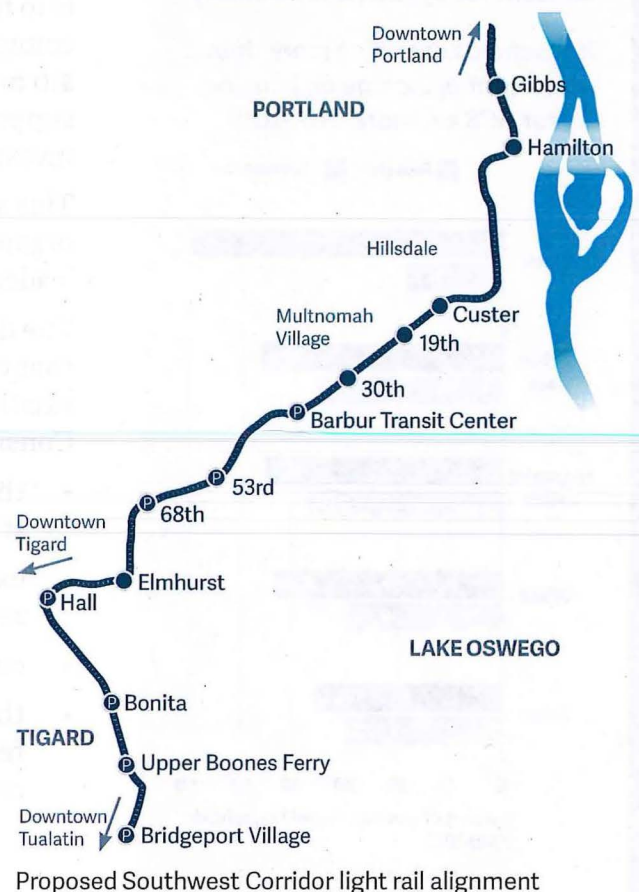 Downtown
Portland
Gibbs
PORTLAND
Hamilton
Hillsdale
Custer
Multnomah
Village
19th
30th
P Barbur Transit Center
P 53rd
P 68th
Downtown
Tigard
Elmhurst
P Hall
LAKE OSWEGO
P Bonita
TIGARD
P Upper Boones Ferry
Downtown
Tualatin
P Bridgeport Village
Proposed Southwest Corridor light rail alignment